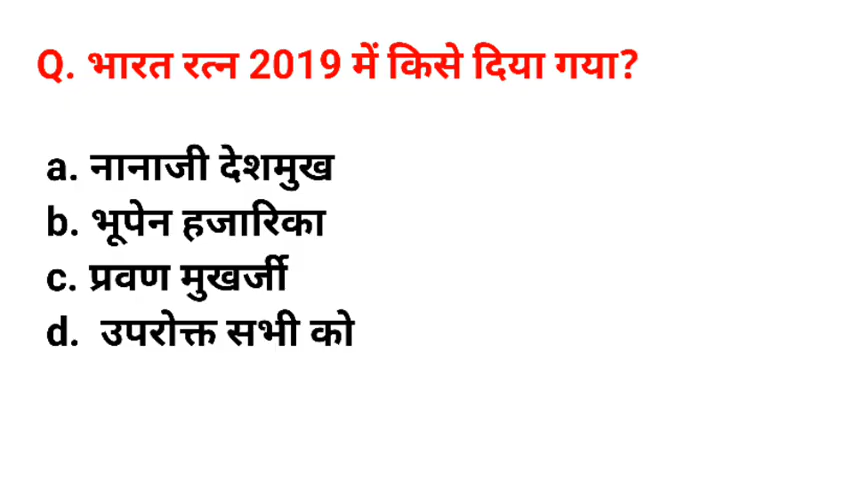 Q. भारत रत्न 2019 में किसे दिया गया?
a. नानाजी देशमुख
b. भूपेन हजारिका
c. प्रवण मुखर्जी
d. उपरोक्त सभी को